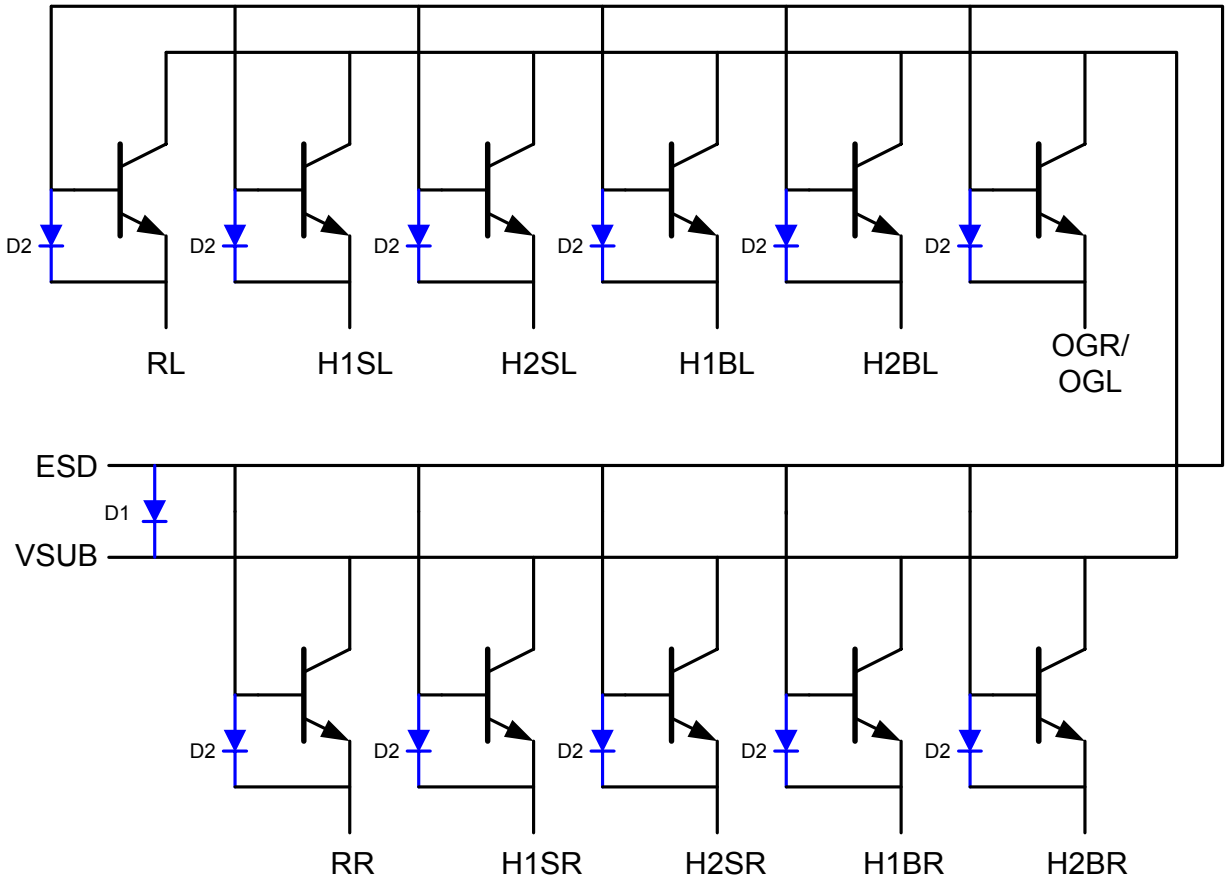 D2 D2 D2 D2 D2 D2
RL H1SL H2SL H1BL H2BL OGR/
OGL
ESD
D1
VSUB
D2 D2 D2 D2 D2
RR H1SR H2SR H1BR H2BR